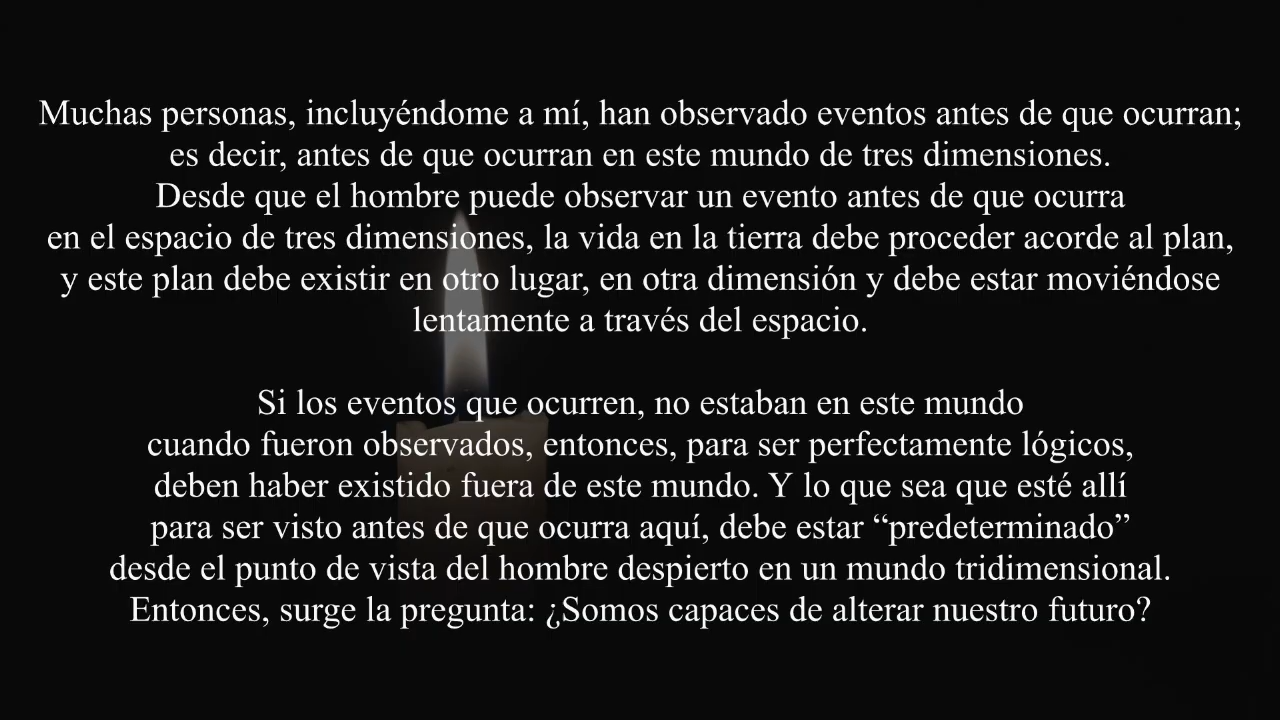 Muchas personas, incluyéndome a mí, han observado eventos antes de que ocurran;
es decir, antes de que ocurran en este mundo de tres dimensiones.
Desde que el hombre puede observar un evento antes de que ocurra
en el espacio de tres dimensiones, la vida en la tierra debe proceder acorde al plan,
y este plan debe existir en otro lugar, en otra dimensión y debe estar moviéndose
lentamente a través del espacio.
Si los eventos que ocurren, no estaban en este mundo
cuando fueron observados, entonces, para ser perfectamente lógicos,
deben haber existido fuera de este mundo. Y lo que sea que esté allí
para ser visto antes de que ocurra aquí, debe estar “predeterminado”
desde el punto de vista del hombre despierto en un mundo tridimensional.
Entonces, surge la pregunta: ¿Somos capaces de alterar nuestro futuro?